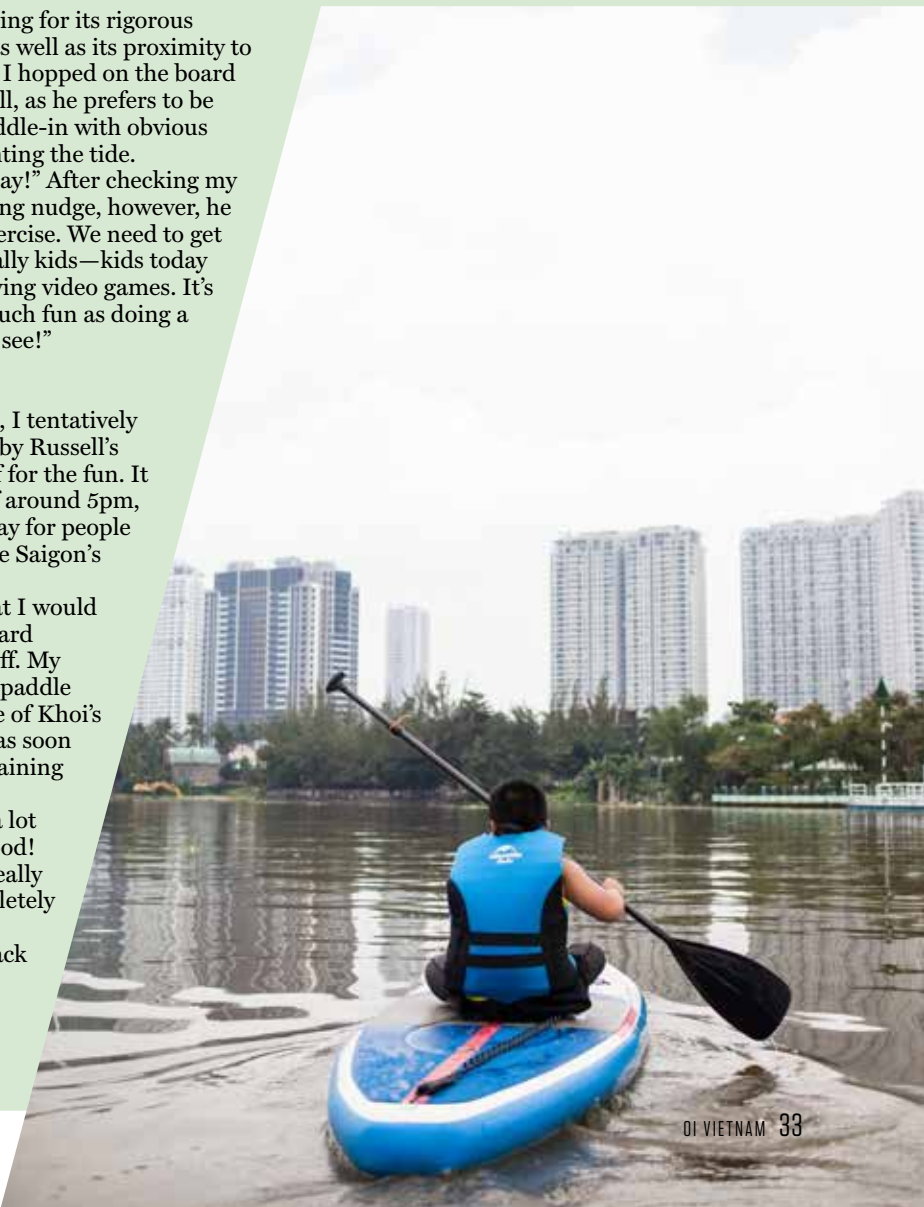 ing for its rigorous
s well as its proximity to
I hopped on the board
ll, as he prefers to be
ddle-in with obvious
ting the tide.
ay!” After checking my
ng nudge, however, he
ercise. We need to get
ally kids—kids today
ying video games. It’s
uch fun as doing a
see!”
, I tentatively
by Russell’s
f for the fun. It
f around 5pm,
ay for people
e Saigon’s
at I would
ard
ff. My
paddle
e of Khoi’s
as soon
aining
a lot
od!
eally
letely
ack
OI VIETNAM 33